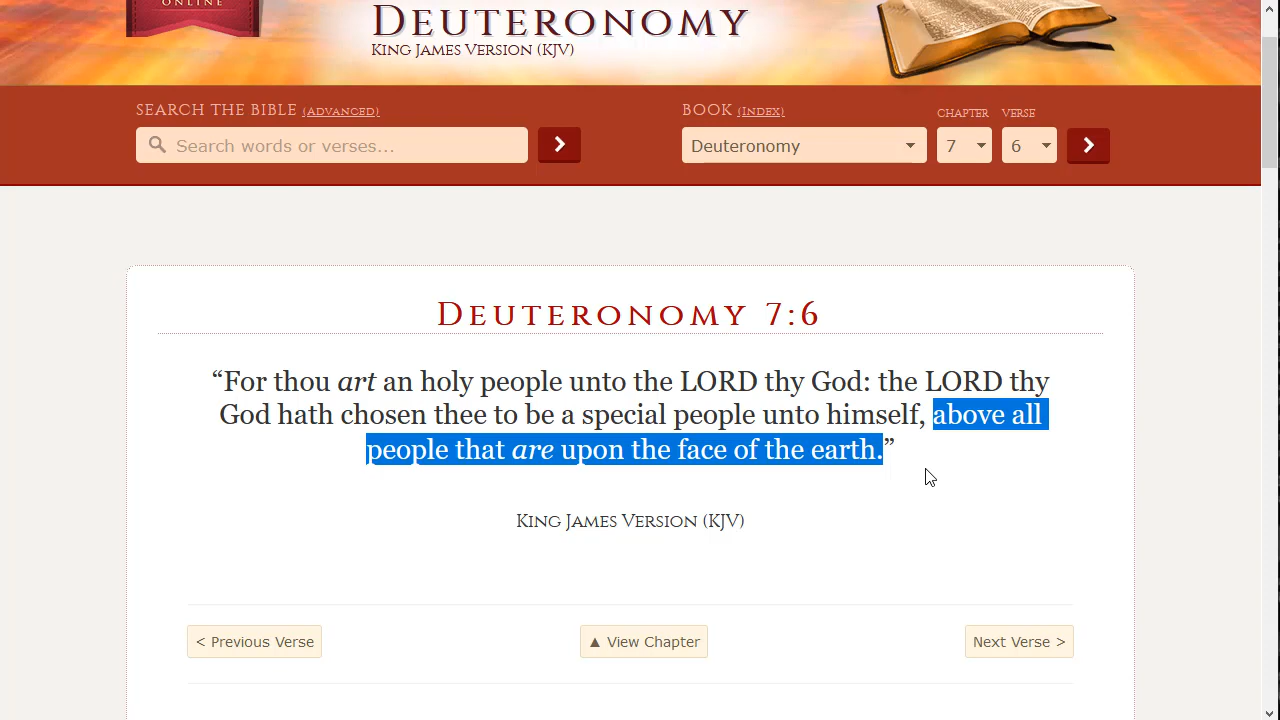 ONLINE
DEUTERONOMY
KING JAMES VERSION (KJV)
SEARCH THE BIBLE (ADVANCED)
BOOK (INDEX)
CHAPTER VERSE
Search words or verses...
Deuteronomy
7
6
DEUTERONOMY 7:6
“For thou art an holy people unto the LORD thy God: the LORD thy
God hath chosen thee to be a special people unto himself, above all
people that are upon the face of the earth.”
KING JAMES VERSION (KJV)
< Previous Verse
▲ View Chapter
Next Verse >